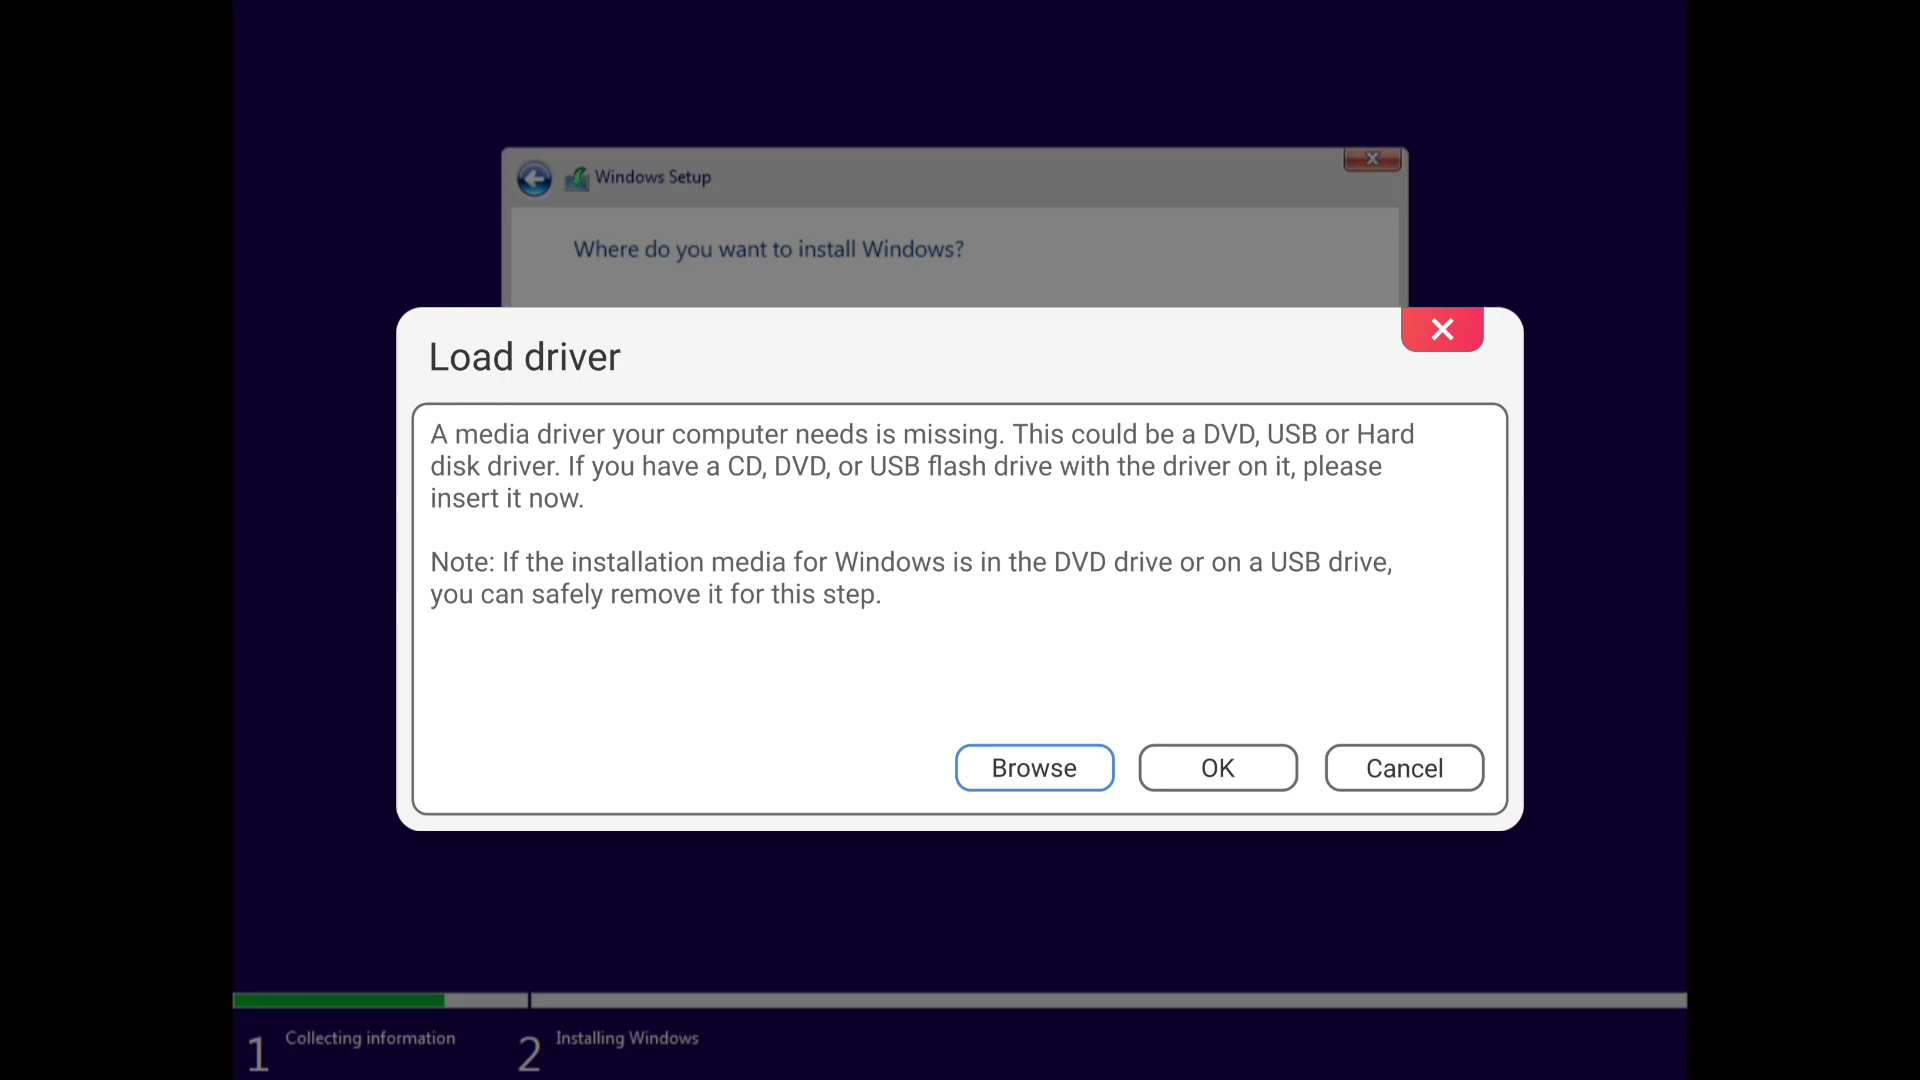 Windows Setup
Where do you want to install Windows?
Load driver
A media driver your computer needs is missing. This could be a DVD, USB or Hard
disk driver. If you have a CD, DVD, or USB flash drive with the driver on it, please
insert it now.
Note: If the installation media for Windows is in the DVD drive or on a USB drive,
you can safely remove it for this step.
Browse OK Cancel
1 Collecting information 2 Installing Windows